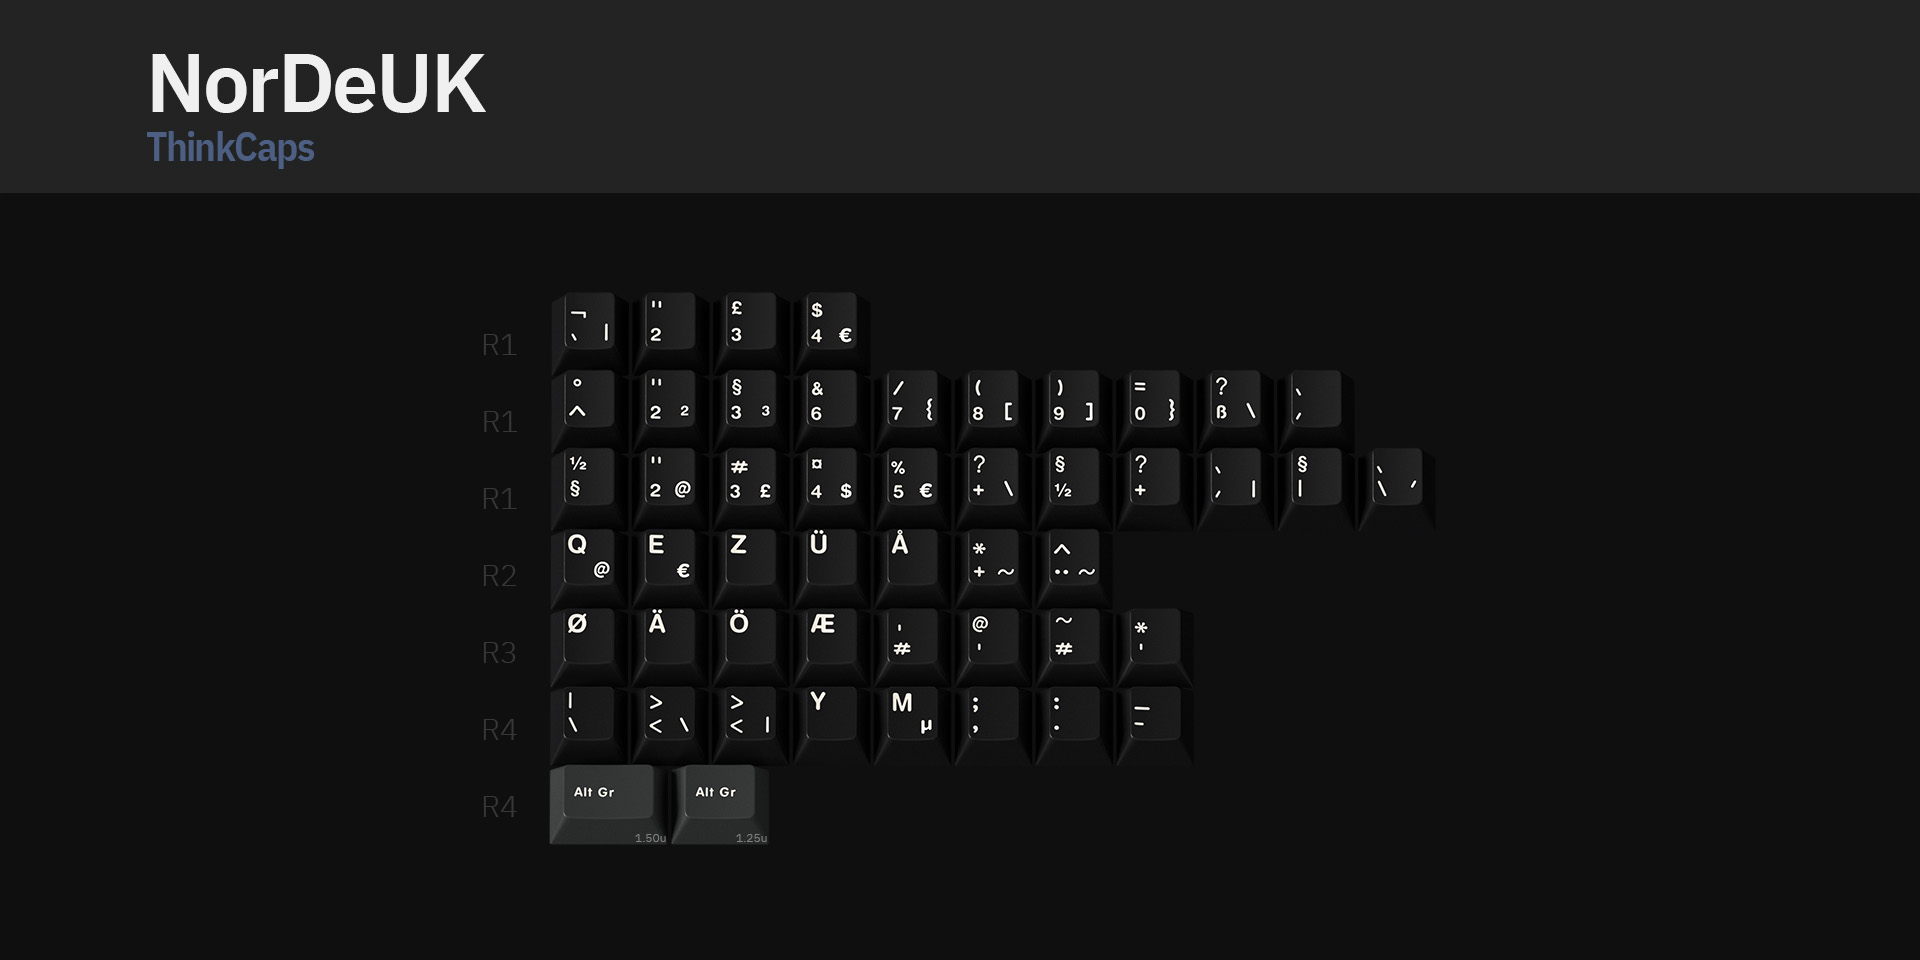 NorDeUK
ThinkCaps
R1 ¬ ` | " 2 £ 3 $ 4 €
R1 ° ^ " 2 ² § 3 ³ & 6 / 7 { ( 8 [ ) 9 ] = 0 } ? ß \ ` ´
R1 ½ § " 2 @ # 3 £ ¤ 4 $ % 5 € ? + \ § ½ ? + ` ´ | § | ` \ ´
R2 Q @ E € Z Ü Å * + ~ ^ ¨ ~
R3 Ø Ä Ö Æ ' # @ ' ~ # * '
R4 | \ > < \ > < | Y M µ ; , : . _ -
R4 Alt Gr 1.50u Alt Gr 1.25u